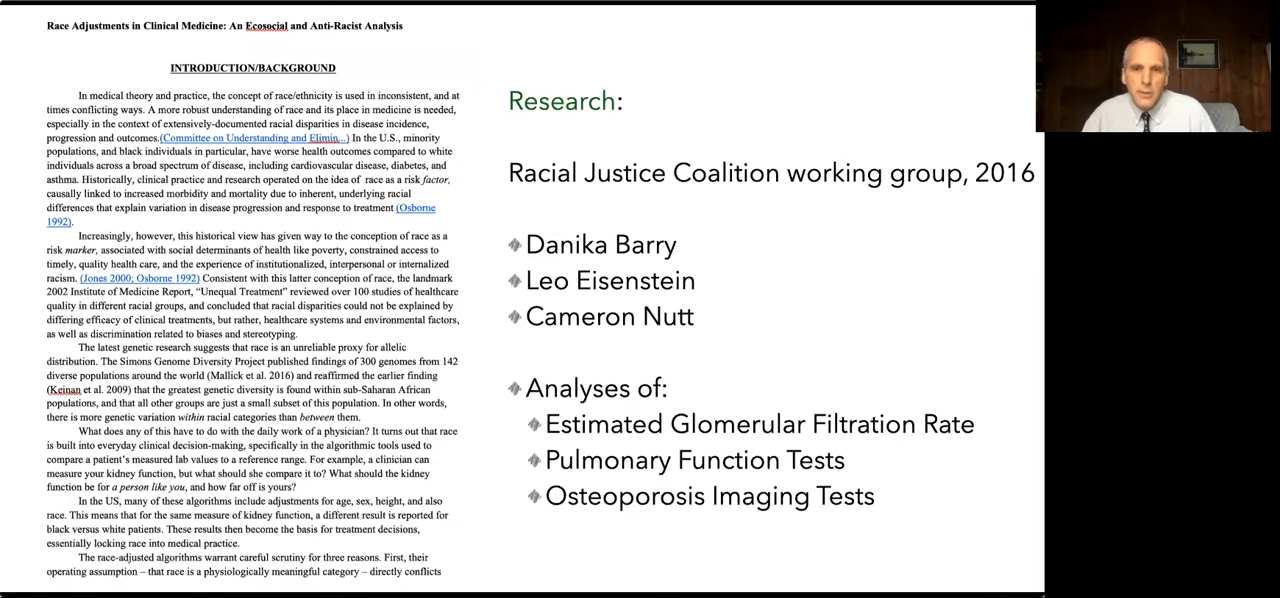 Race Adjustments in Clinical Medicine: An Ecosocial and Anti-Racist Analysis
INTRODUCTION/BACKGROUND
In medical theory and practice, the concept of race/ethnicity is used in inconsistent, and at
times conflicting ways. A more robust understanding of race and its place in medicine is needed,
especially in the context of extensively-documented racial disparities in disease incidence,
progression and outcomes.(Committee on Understanding and Elimin...) In the U.S., minority
populations, and black individuals in particular, have worse health outcomes compared to white
individuals across a broad spectrum of disease, including cardiovascular disease, diabetes, and
asthma. Historically, clinical practice and research operated on the idea of race as a risk factor,
causally linked to increased morbidity and mortality due to inherent, underlying racial
differences that explain variation in disease progression and response to treatment (Osborne
1992).
Increasingly, however, this historical view has given way to the conception of race as a
risk marker, associated with social determinants of health like poverty, constrained access to
timely, quality health care, and the experience of institutionalized, interpersonal or internalized
racism. (Jones 2000; Osborne 1992) Consistent with this latter conception of race, the landmark
2002 Institute of Medicine Report, “Unequal Treatment” reviewed over 100 studies of healthcare
quality in different racial groups, and concluded that racial disparities could not be explained by
differing efficacy of clinical treatments, but rather, healthcare systems and environmental factors,
as well as discrimination related to biases and stereotyping.
The latest genetic research suggests that race is an unreliable proxy for allelic
distribution. The Simons Genome Diversity Project published findings of 300 genomes from 142
diverse populations around the world (Mallick et al. 2016) and reaffirmed the earlier finding
(Keinan et al. 2009) that the greatest genetic diversity is found within sub-Saharan African
populations, and that all other groups are just a small subset of this population. In other words,
there is more genetic variation within racial categories than between them.
What does any of this have to do with the daily work of a physician? It turns out that race
is built into everyday clinical decision-making, specifically in the algorithmic tools used to
compare a patient’s measured lab values to a reference range. For example, a clinician can
measure your kidney function, but what should she compare it to? What should the kidney
function be for a person like you, and how far off is yours?
In the US, many of these algorithms include adjustments for age, sex, height, and also
race. This means that for the same measure of kidney function, a different result is reported for
black versus white patients. These results then become the basis for treatment decisions,
essentially locking race into medical practice.
The race-adjusted algorithms warrant careful scrutiny for three reasons. First, their
operating assumption – that race is a physiologically meaningful category – directly conflicts
Research:
Racial Justice Coalition working group, 2016
Danika Barry
Leo Eisenstein
Cameron Nutt
Analyses of:
Estimated Glomerular Filtration Rate
Pulmonary Function Tests
Osteoporosis Imaging Tests